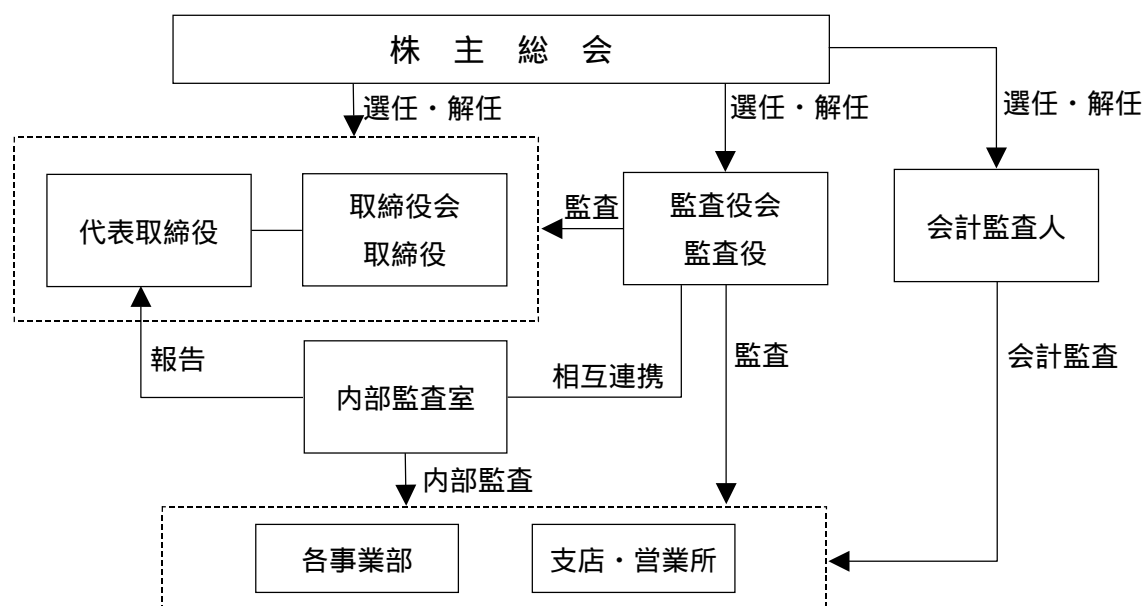 株主総会
選任・解任
選任・解任
選任・解任
代表取締役
取締役会
取締役
監査
監査役会
監査役
会計監査人
報告
内部監査室
相互連携
監査
会計監査
内部監査
各事業部
支店・営業所